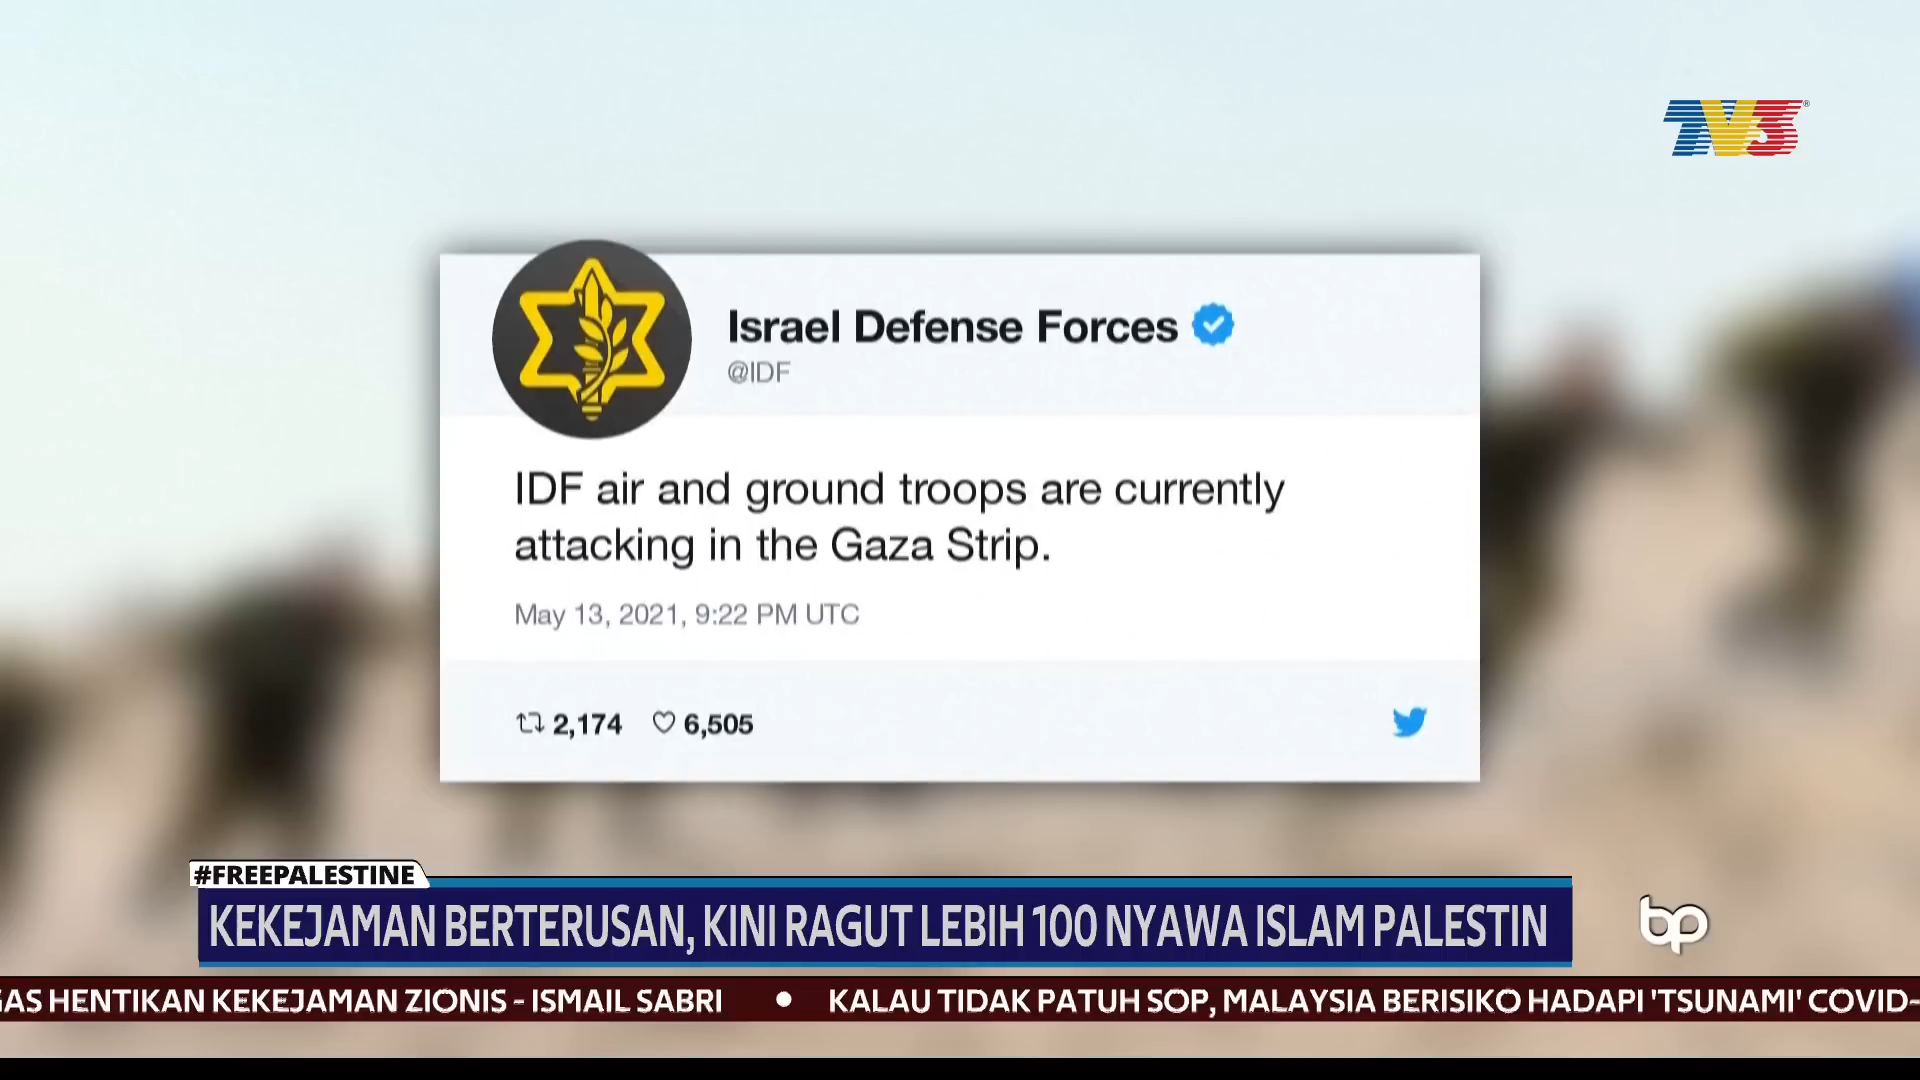 TV3
Israel Defense Forces
@IDF
IDF air and ground troops are currently
attacking in the Gaza Strip.
May 13, 2021, 9:22 PM UTC
2,174 6,505
#FREEPALESTINE
KEKEJAMAN BERTERUSAN, KINI RAGUT LEBIH 100 NYAWA ISLAM PALESTIN
bp
HENTIKAN KEKEJAMAN ZIONIS - ISMAIL SABRI • KALAU TIDAK PATUH SOP, MALAYSIA BERISIKO HADAPI 'TSUNAMI' COVID-